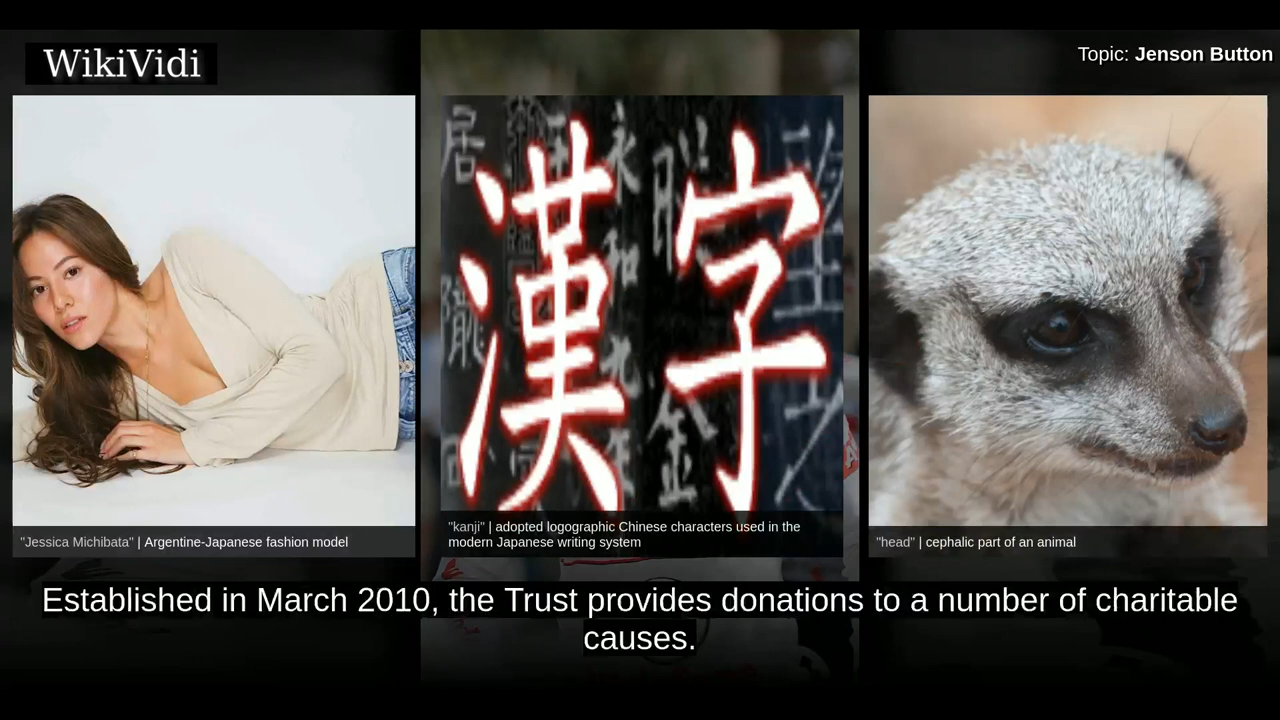 WikiVidi
Topic: Jenson Button
漢字
"Jessica Michibata" | Argentine-Japanese fashion model
"kanji" | adopted logographic Chinese characters used in the
modern Japanese writing system
"head" | cephalic part of an animal
Established in March 2010, the Trust provides donations to a number of charitable
causes.